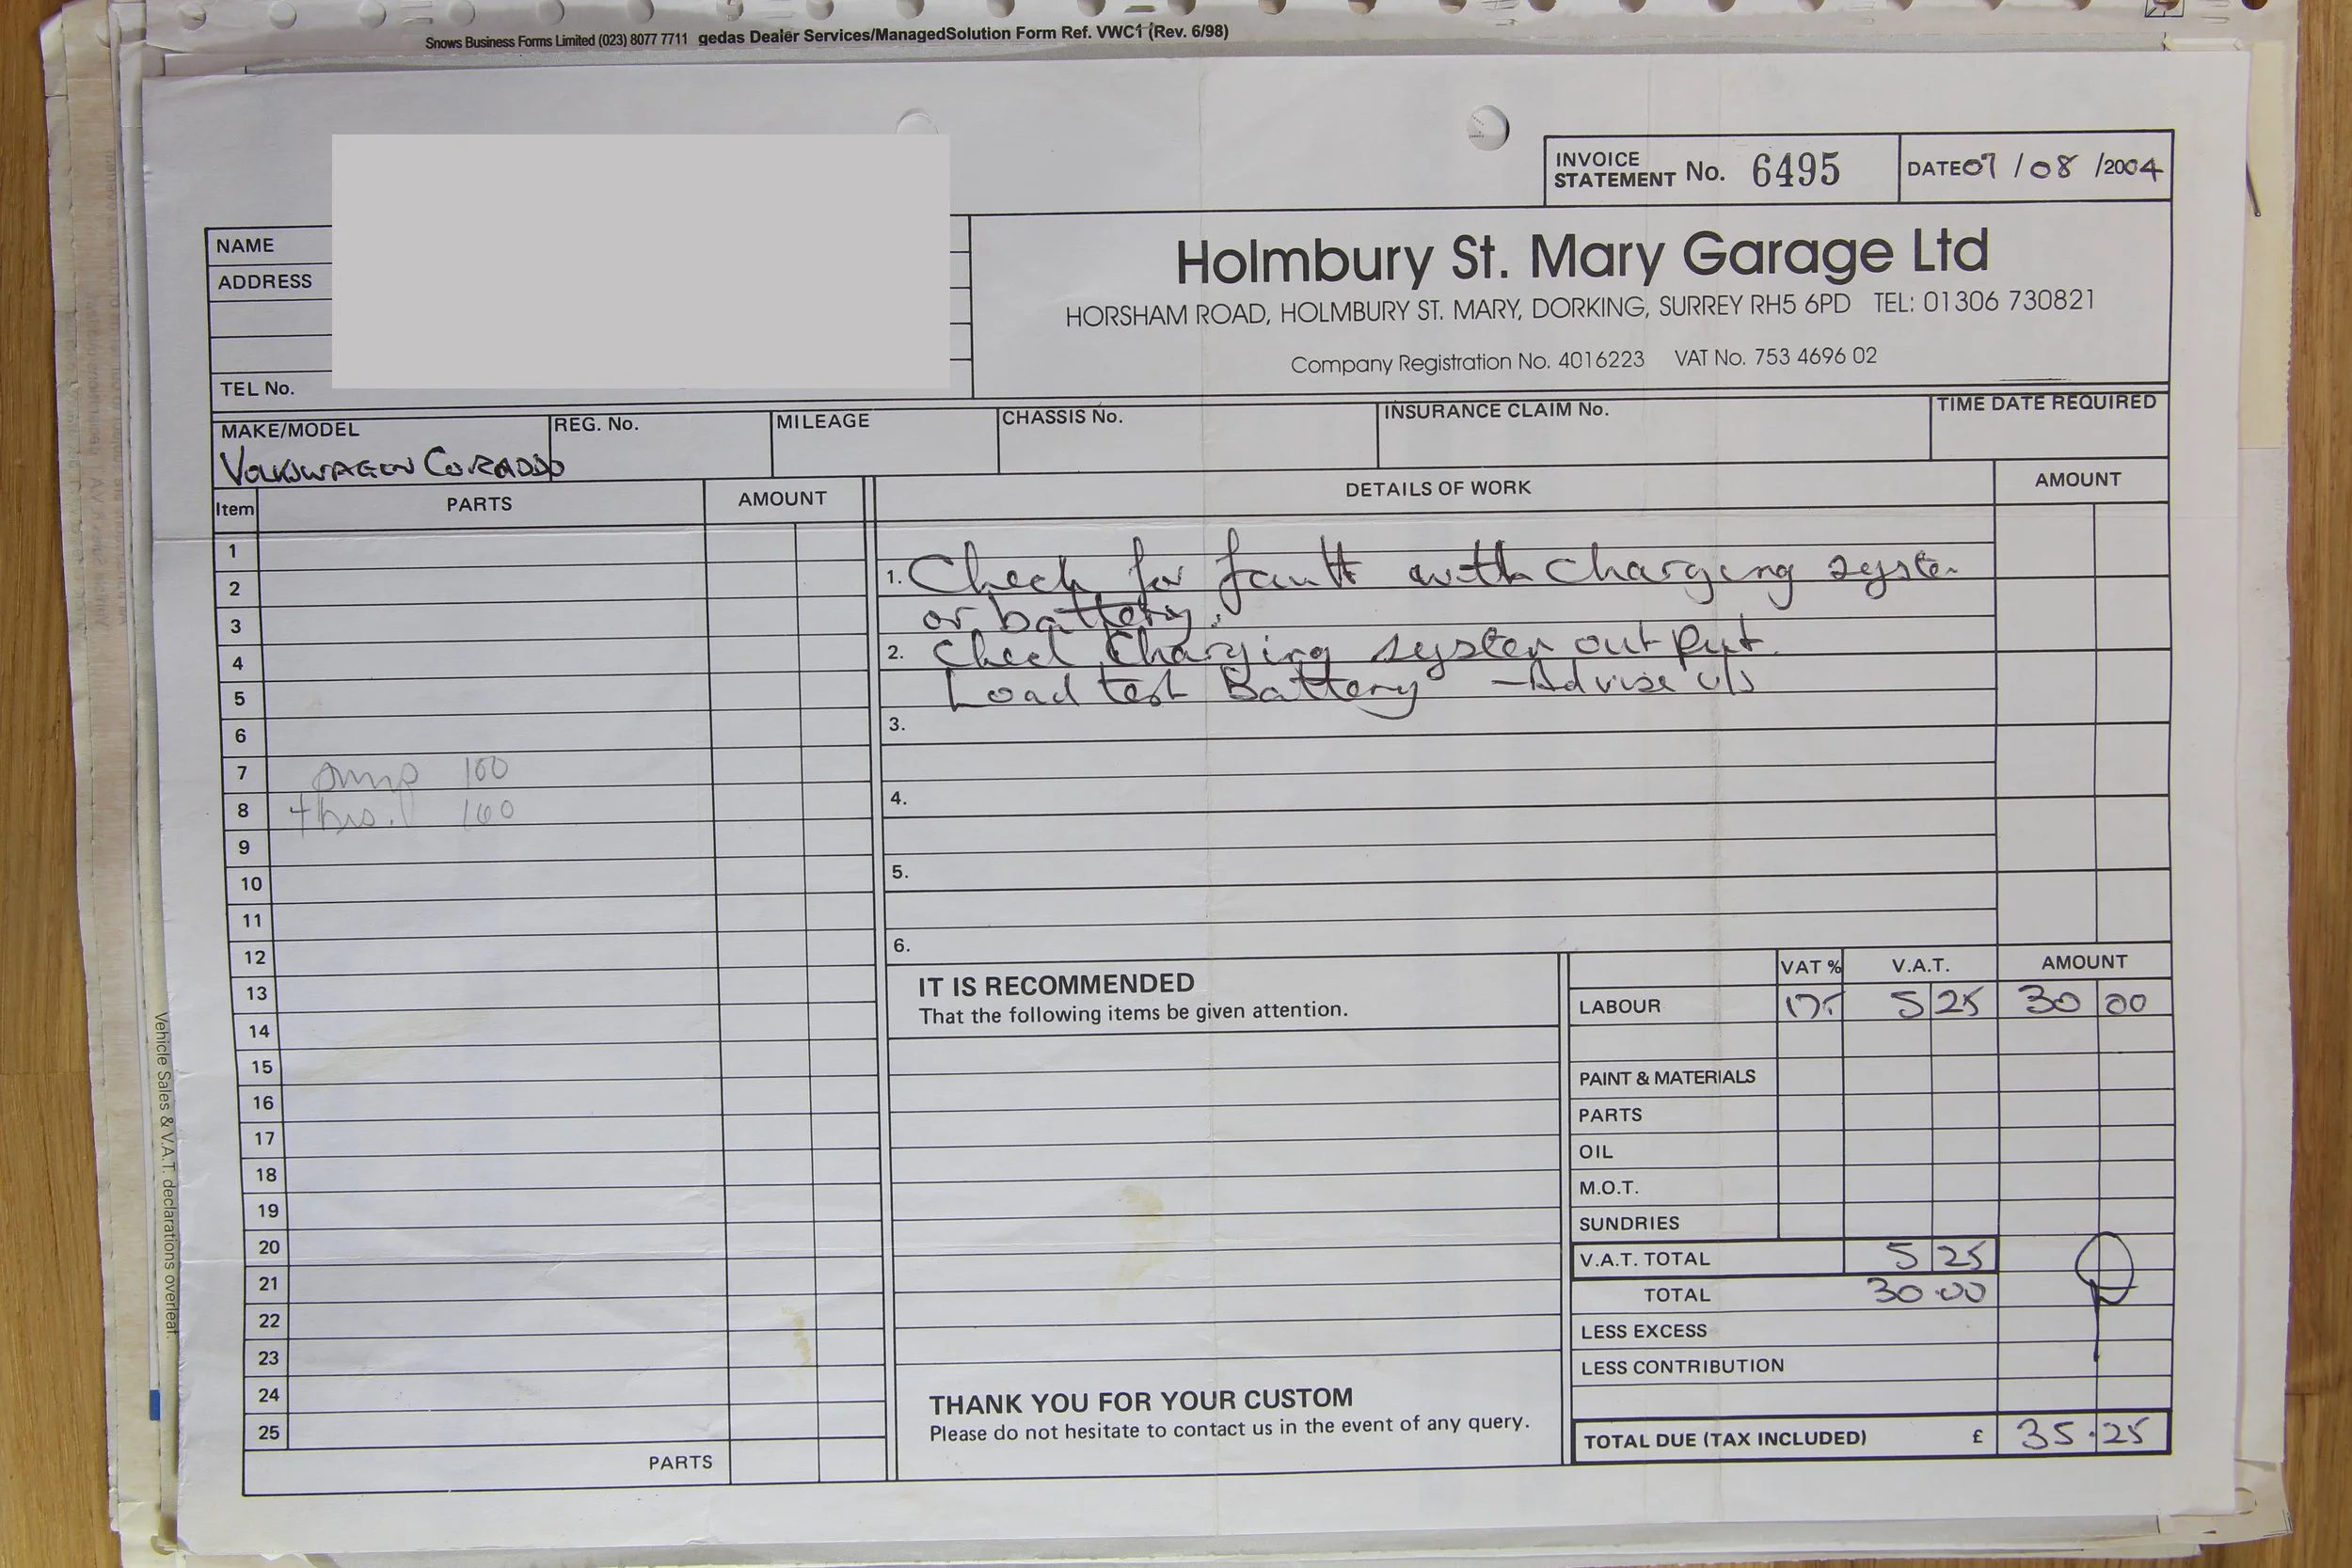 Snows Business Forms Limited (023) 8077 7711 gedas Dealer Services/ManagedSolution Form Ref. VWC1 (Rev. 6/98)
INVOICE STATEMENT No. 6495 DATE 07 / 08 / 2004
NAME
ADDRESS
TEL No.
Holmbury St. Mary Garage Ltd
HORSHAM ROAD, HOLMBURY ST. MARY, DORKING, SURREY RH5 6PD TEL: 01306 730821
Company Registration No. 4016223 VAT No. 753 4696 02
MAKE/MODEL REG. No. MILEAGE CHASSIS No. INSURANCE CLAIM No. TIME DATE REQUIRED
VOLKSWAGEN CORADDO
Item PARTS AMOUNT
1
2
3
4
5
6
7 100
8 160
9
10
11
12
13
14
15
16
17
18
19
20
21
22
23
24
25
PARTS
DETAILS OF WORK AMOUNT
1. Check for fault with charging system
or battery.
2. Check Charging system output.
Load test Battery - Advise u/s
3.
4.
5.
6.
IT IS RECOMMENDED
That the following items be given attention.
THANK YOU FOR YOUR CUSTOM
Please do not hesitate to contact us in the event of any query.
VAT % V.A.T. AMOUNT
LABOUR 5 25 30 00
PAINT & MATERIALS
PARTS
OIL
M.O.T.
SUNDRIES
V.A.T. TOTAL 5 25
TOTAL 30.00
LESS EXCESS
LESS CONTRIBUTION
TOTAL DUE (TAX INCLUDED) £ 35.25
Vehicle Sales & V.A.T. declarations overleaf.